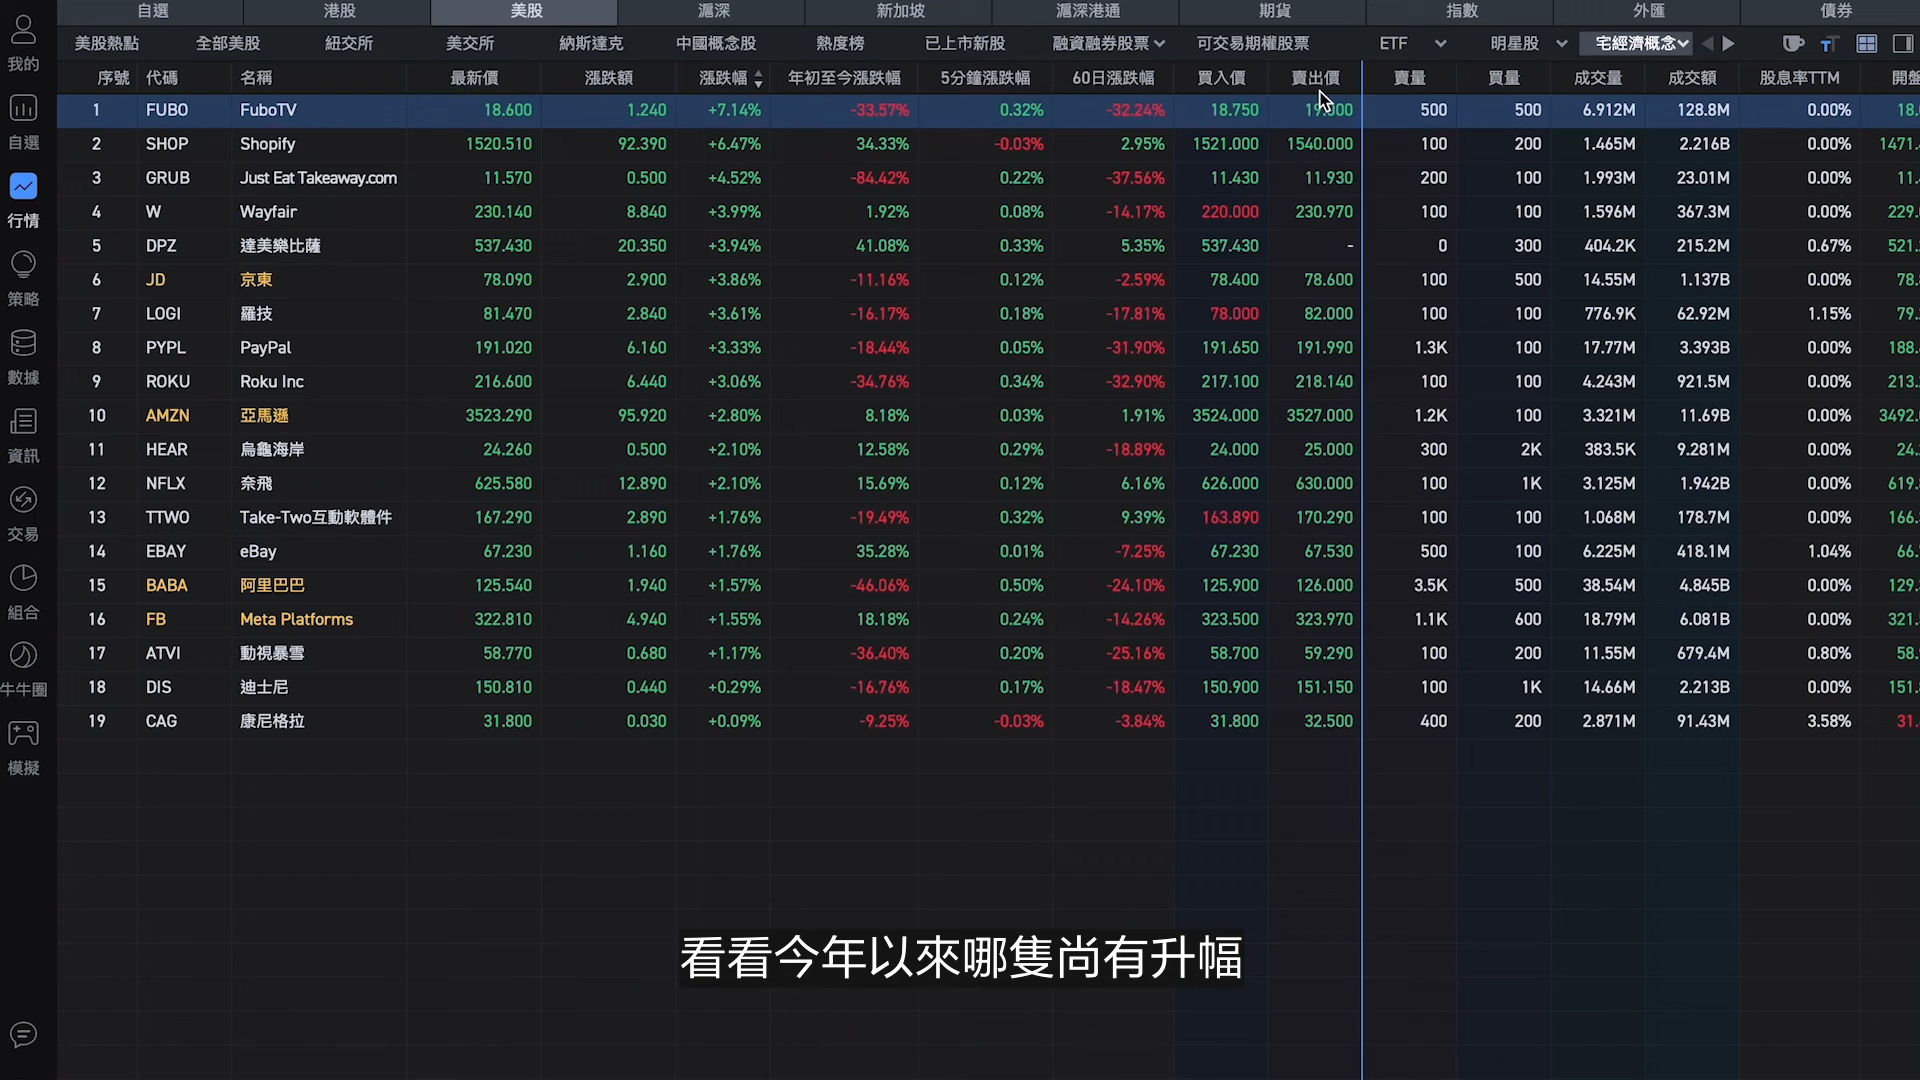 自選 港股 美股 滬深 新加坡 滬深港通 期貨 指數 外匯 債券
美股熱點 全部美股 紐交所 美交所 納斯達克 中國概念股 熱度榜 已上市新股 融資融券股票 可交易期權股票 ETF 明星股 宅經濟概念
序號 代碼 名稱 最新價 漲跌額 漲跌幅 年初至今漲跌幅 5分鐘漲跌幅 60日漲跌幅 買入價 賣出價 賣量 買量 成交量 成交額 股息率TTM 開盤
1 FUBO FuboTV 18.600 1.240 +7.14% -33.57% 0.32% -32.24% 18.750 500 500 6.912M 128.8M 0.00% 18.
2 SHOP Shopify 1520.510 92.390 +6.47% 34.33% -0.03% 2.95% 1521.000 1540.000 100 200 1.465M 2.216B 0.00% 1471.
3 GRUB Just Eat Takeaway.com 11.570 0.500 +4.52% -84.42% 0.22% -37.56% 11.430 11.930 200 100 1.993M 23.01M 0.00% 11.
4 W Wayfair 230.140 8.840 +3.99% 1.92% 0.08% -14.17% 220.000 230.970 100 100 1.596M 367.3M 0.00% 229.
5 DPZ 達美樂比薩 537.430 20.350 +3.94% 41.08% 0.33% 5.35% 537.430 - 0 300 404.2K 215.2M 0.67% 521.
6 JD 京東 78.090 2.900 +3.86% -11.16% 0.12% -2.59% 78.400 78.600 100 500 14.55M 1.137B 0.00% 78.
7 LOGI 羅技 81.470 2.840 +3.61% -16.17% 0.18% -17.81% 78.000 82.000 100 100 776.9K 62.92M 1.15% 79.
8 PYPL PayPal 191.020 6.160 +3.33% -18.44% 0.05% -31.90% 191.650 191.990 1.3K 100 17.77M 3.393B 0.00% 188.
9 ROKU Roku Inc 216.600 6.440 +3.06% -34.76% 0.34% -32.90% 217.100 218.140 100 100 4.243M 921.5M 0.00% 213.
10 AMZN 亞馬遜 3523.290 95.920 +2.80% 8.18% 0.03% 1.91% 3524.000 3527.000 1.2K 100 3.321M 11.69B 0.00% 3492.
11 HEAR 烏龜海岸 24.260 0.500 +2.10% 12.58% 0.29% -18.89% 24.000 25.000 300 2K 383.5K 9.281M 0.00% 24.
12 NFLX 奈飛 625.580 12.890 +2.10% 15.69% 0.12% 6.16% 626.000 630.000 100 1K 3.125M 1.942B 0.00% 619.
13 TTWO Take-Two互動軟體件 167.290 2.890 +1.76% -19.49% 0.32% 9.39% 163.890 170.290 100 100 1.068M 178.7M 0.00% 166.
14 EBAY eBay 67.230 1.160 +1.76% 35.28% 0.01% -7.25% 67.230 67.530 500 100 6.225M 418.1M 1.04% 66.
15 BABA 阿里巴巴 125.540 1.940 +1.57% -46.06% 0.50% -24.10% 125.900 126.000 3.5K 500 38.54M 4.845B 0.00% 129.
16 FB Meta Platforms 322.810 4.940 +1.55% 18.18% 0.24% -14.26% 323.500 323.970 1.1K 600 18.79M 6.081B 0.00% 321.
17 ATVI 動視暴雪 58.770 0.680 +1.17% -36.40% 0.20% -25.16% 58.700 59.290 100 200 11.55M 679.4M 0.80% 58.
18 DIS 迪士尼 150.810 0.440 +0.29% -16.76% 0.17% -18.47% 150.900 151.150 100 1K 14.66M 2.213B 0.00% 151.
19 CAG 康尼格拉 31.800 0.030 +0.09% -9.25% -0.03% -3.84% 31.800 32.500 400 200 2.871M 91.43M 3.58% 31.
我的
自選
行情
策略
數據
資訊
交易
組合
牛牛圈
模擬
看看今年以來哪隻尚有升幅